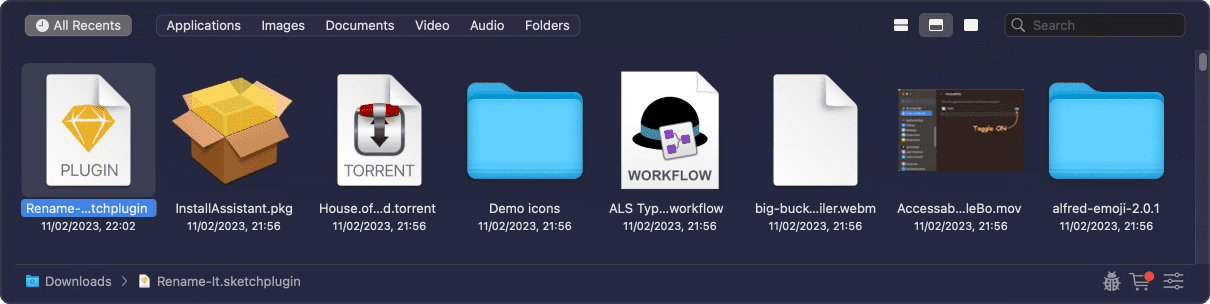 All Recents
Applications Images Documents Video Audio Folders
Search
PLUGIN
TORRENT
WORKFLOW
Toggle ON
Rename-...tchplugin InstallAssistant.pkg House.of...d.torrent Demo icons ALS Typ...workflow big-buck...iler.webm Accessab...leBo.mov alfred-emoji-2.0.1
11/02/2023, 22:02 11/02/2023, 21:56 11/02/2023, 21:56 11/02/2023, 21:56 11/02/2023, 21:56 11/02/2023, 21:56 11/02/2023, 21:56 11/02/2023, 21:56
Downloads > Rename-It.sketchplugin